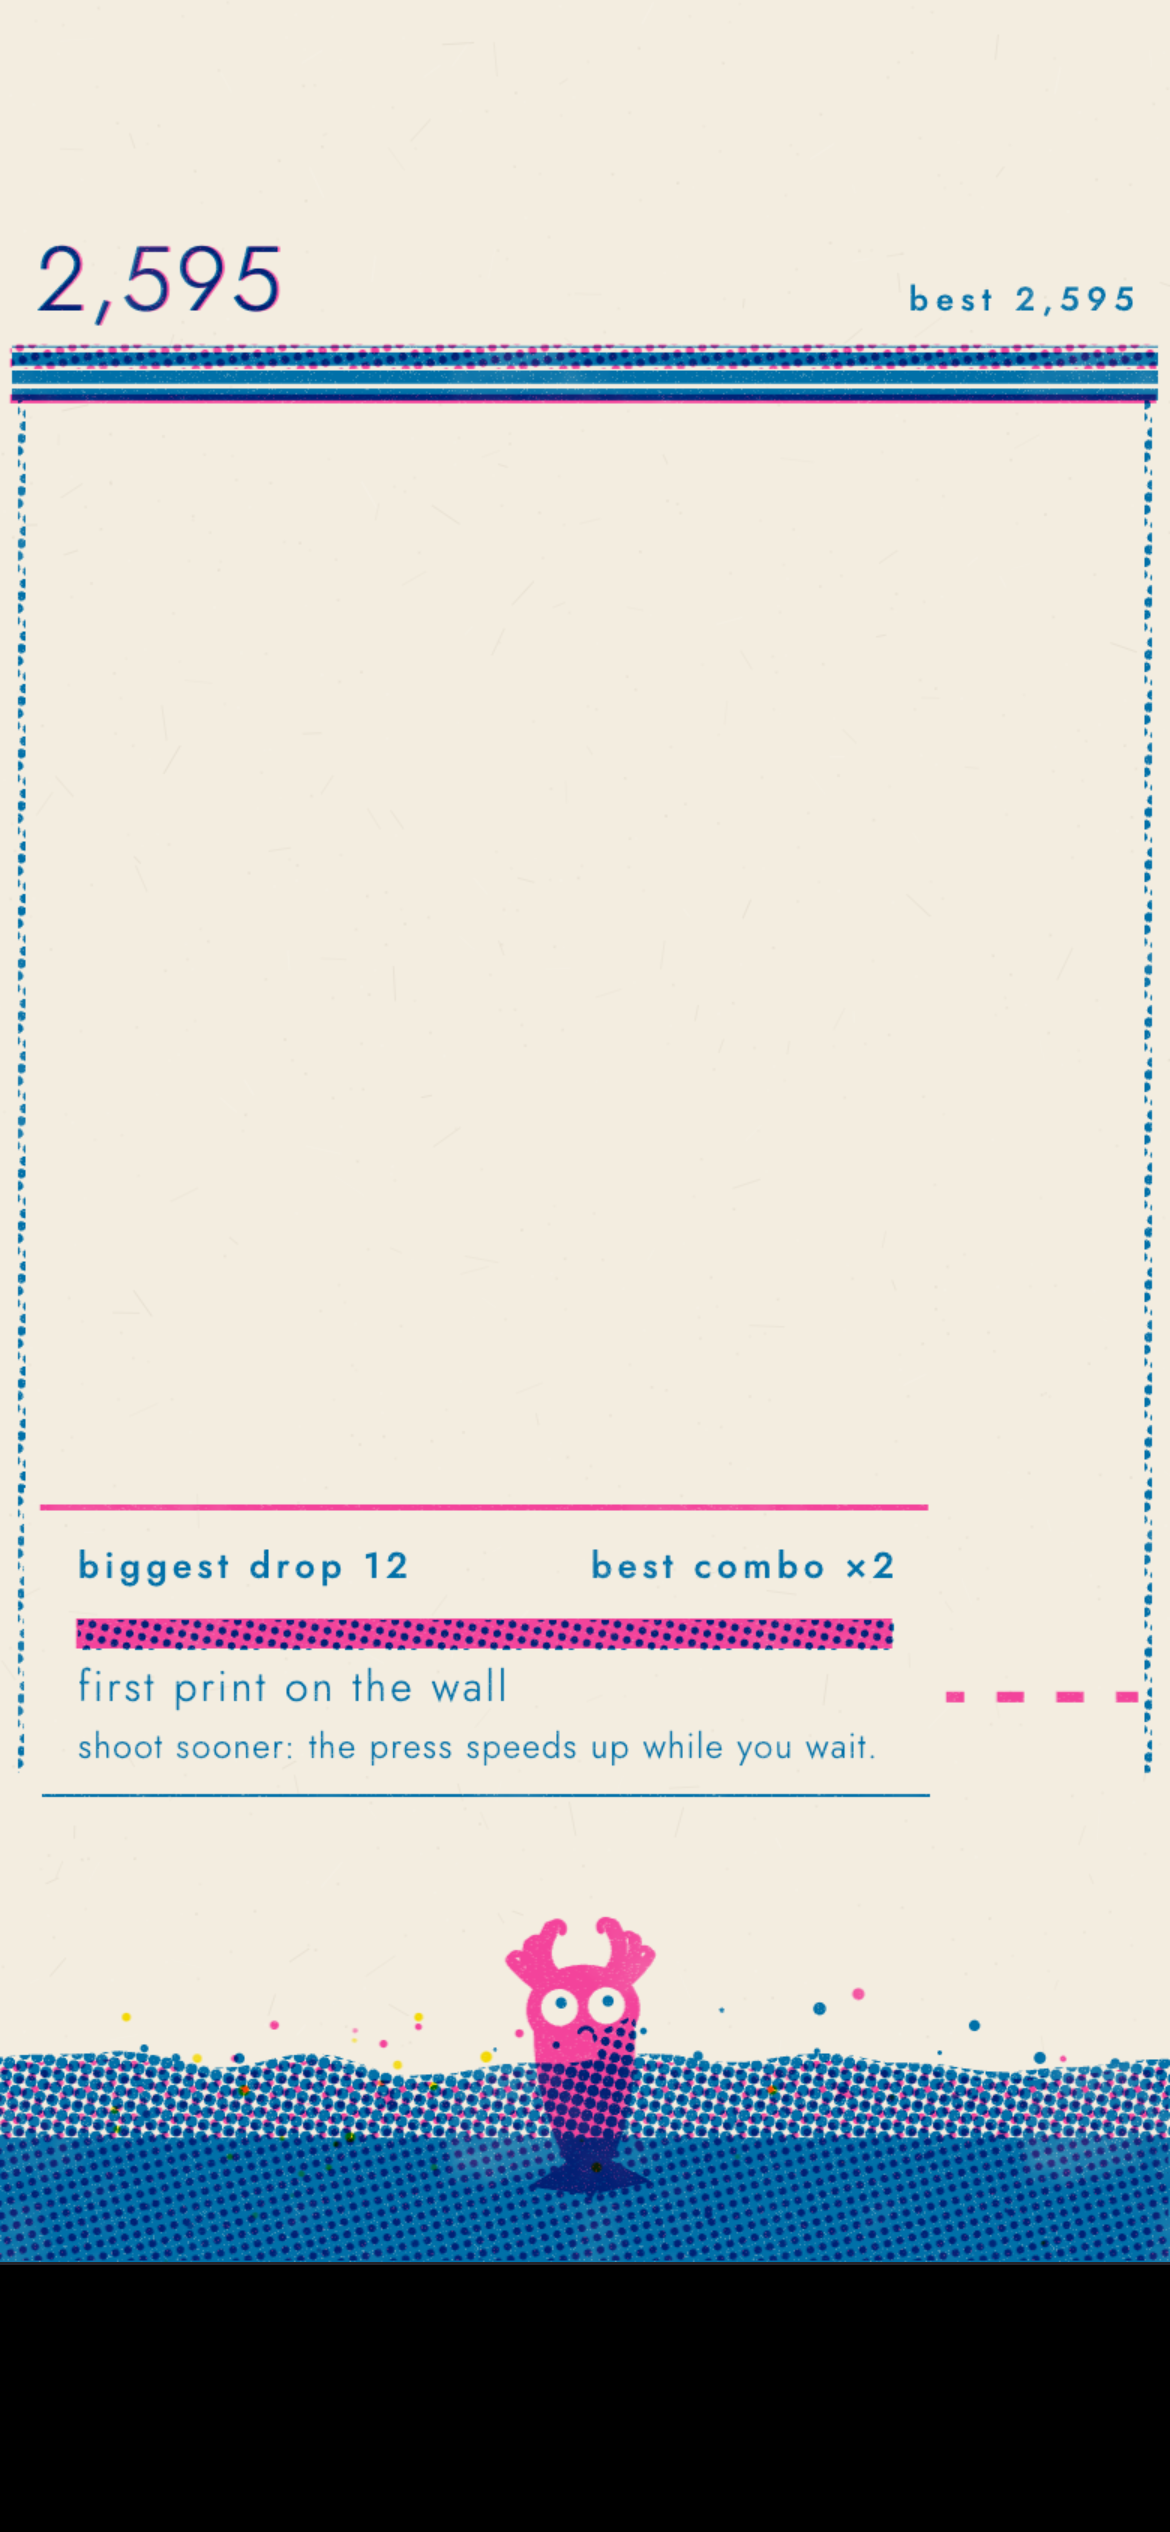 2,595
best 2,595
biggest drop 12
best combo ×2
first print on the wall
shoot sooner: the press speeds up while you wait.